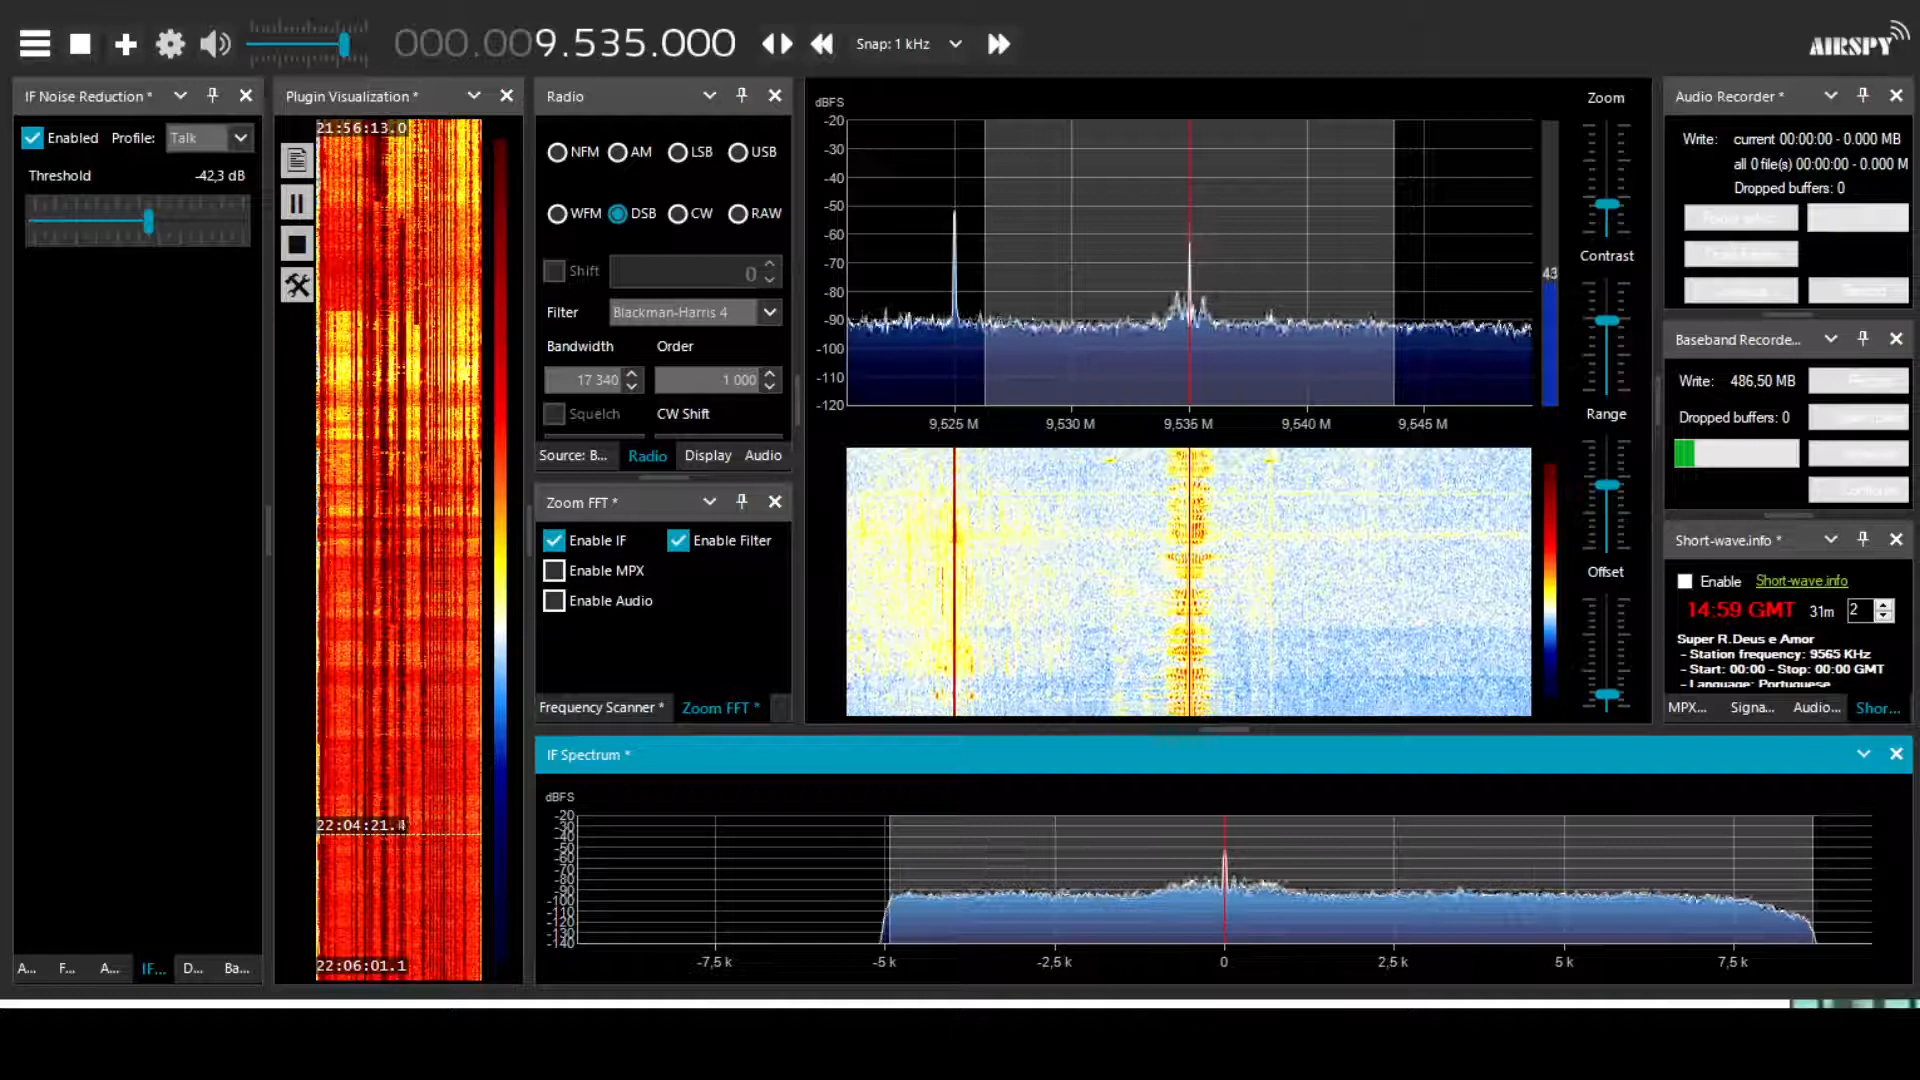 000.009.535.000
Snap: 1 kHz
AIRSPY
IF Noise Reduction *
Enabled Profile: Talk
Threshold -42,3 dB
A... F... A... IF... D... Ba...
Plugin Visualization *
21:56:13.0
22:04:21.4
22:06:01.1
Radio
NFM AM LSB USB
WFM DSB CW RAW
Shift 0
Filter Blackman-Harris 4
Bandwidth Order
17 340 1 000
Squelch CW Shift
Source: B... Radio Display Audio
Zoom FFT *
Enable IF Enable Filter
Enable MPX
Enable Audio
Frequency Scanner * Zoom FFT *
dBFS
-20
-30
-40
-50
-60
-70
-80
-90
-100
-110
-120
9,525 M 9,530 M 9,535 M 9,540 M 9,545 M
43
Zoom
Contrast
Range
Offset
Audio Recorder *
Write: current 00:00:00 - 0.000 MB
all 0 file(s) 00:00:00 - 0.000 M
Dropped buffers: 0
Baseband Recorde...
Write: 486,50 MB
Dropped buffers: 0
Short-wave.info *
Enable Short-wave.info
14:59 GMT 31m 2
Super R.Deus e Amor
- Station frequency: 9565 KHz
- Start: 00:00 - Stop: 00:00 GMT
- Language: Portuguese
MPX... Signa... Audio... Shor...
IF Spectrum *
dBFS
-20
-30
-40
-50
-60
-70
-80
-90
-100
-110
-120
-130
-140
-7,5 k -5 k -2,5 k 0 2,5 k 5 k 7,5 k